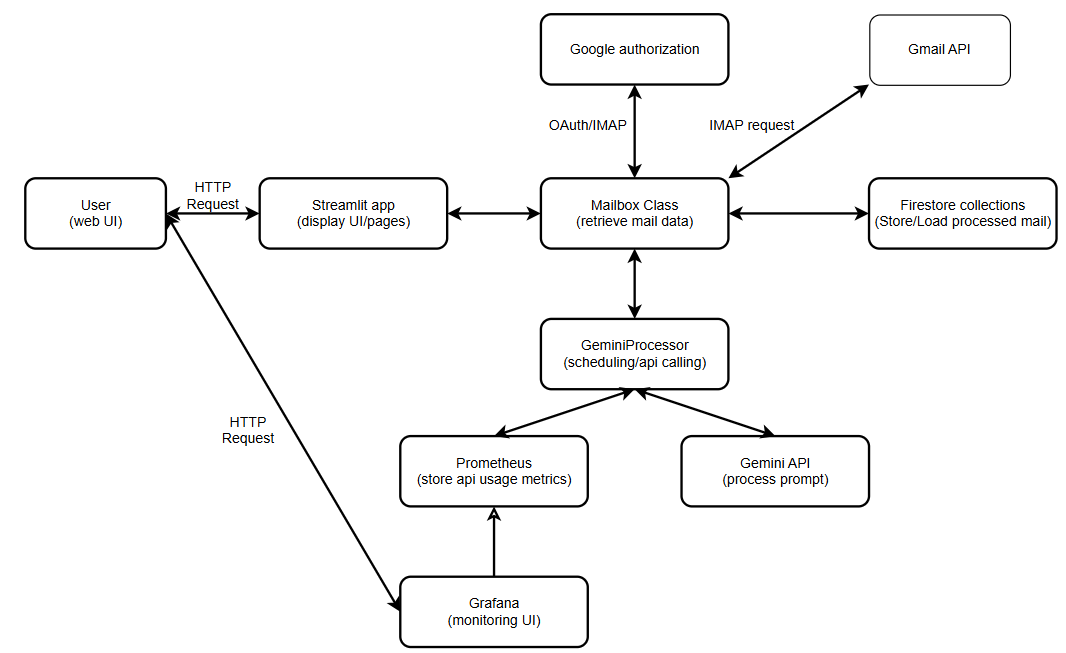 Google authorization
Gmail API
OAuth/IMAP
IMAP request
User
(web UI)
HTTP
Request
Streamlit app
(display UI/pages)
Mailbox Class
(retrieve mail data)
Firestore collections
(Store/Load processed mail)
GeminiProcessor
(scheduling/api calling)
HTTP
Request
Prometheus
(store api usage metrics)
Gemini API
(process prompt)
Grafana
(monitoring UI)